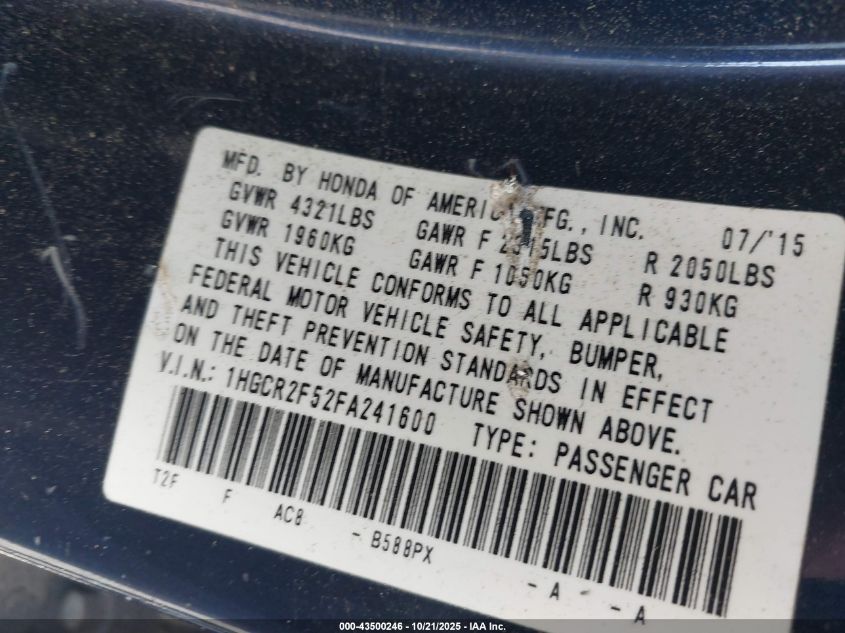 MFD. BY HONDA OF AMERIC FG., INC. 07/'15
GVWR 4321LBS GAWR F 2315LBS R 2050LBS
GVWR 1960KG GAWR F 1050KG R 930KG
THIS VEHICLE CONFORMS TO ALL APPLICABLE
FEDERAL MOTOR VEHICLE SAFETY, BUMPER,
AND THEFT PREVENTION STANDARDS IN EFFECT
ON THE DATE OF MANUFACTURE SHOWN ABOVE.
V.I.N.: 1HGCR2F52FA241600 TYPE: PASSENGER CAR
T2F F AC8 - B588PX - A - A
000-43500246 - 10/21/2025 - IAA Inc.